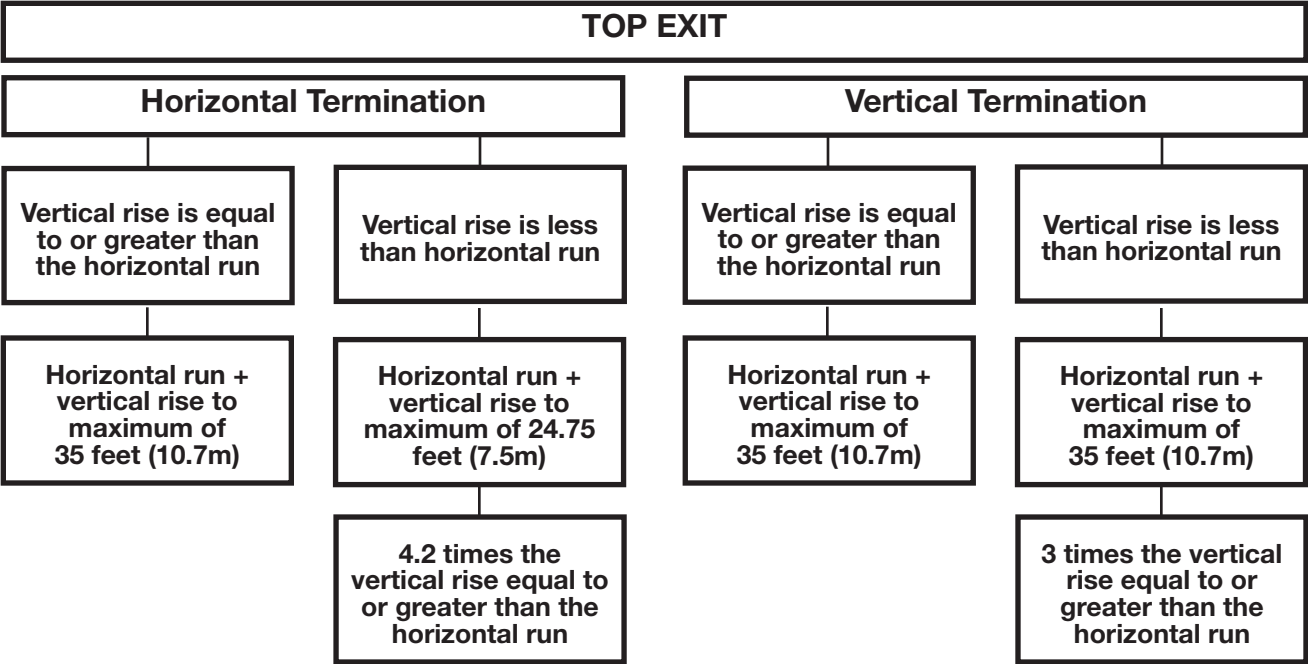 TOP EXIT
Horizontal Termination
Vertical Termination
Vertical rise is equal
to or greater than
the horizontal run
Vertical rise is less
than horizontal run
Vertical rise is equal
to or greater than
the horizontal run
Vertical rise is less
than horizontal run
Horizontal run +
vertical rise to
maximum of
35 feet (10.7m)
Horizontal run +
vertical rise to
maximum of 24.75
feet (7.5m)
Horizontal run +
vertical rise to
maximum of
35 feet (10.7m)
Horizontal run +
vertical rise to
maximum of
35 feet (10.7m)
4.2 times the
vertical rise equal to
or greater than the
horizontal run
3 times the vertical
rise equal to or
greater than the
horizontal run